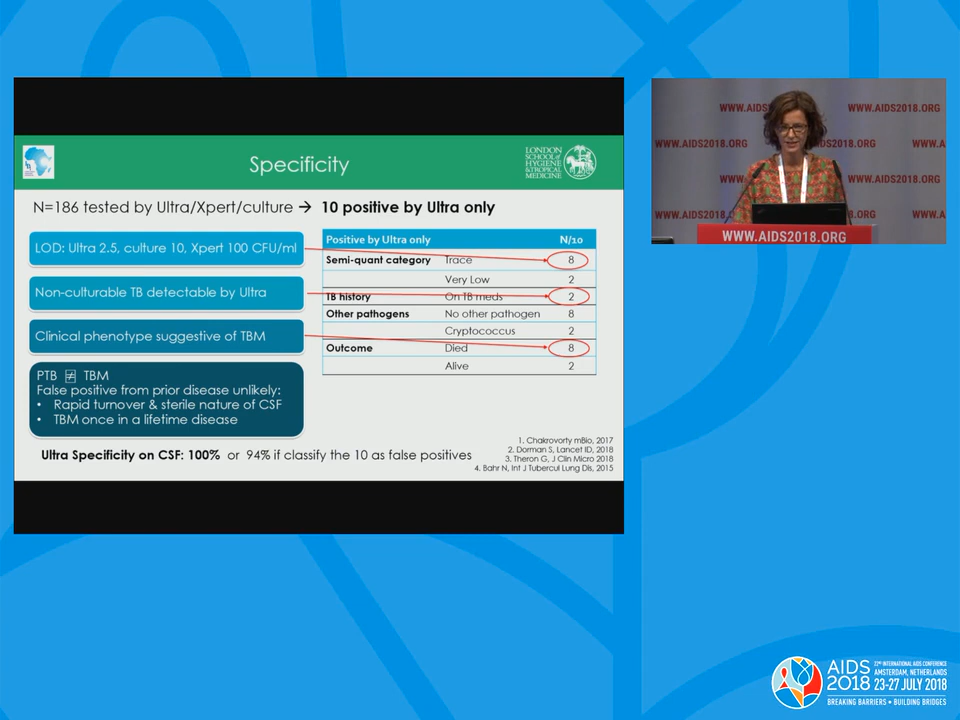 Specificity
LONDON
SCHOOL of
HYGIENE
& TROPICAL
MEDICINE
N=186 tested by Ultra/Xpert/culture → 10 positive by Ultra only
LOD: Ultra 2.5, culture 10, Xpert 100 CFU/ml
Non-culturable TB detectable by Ultra
Clinical phenotype suggestive of TBM
PTB ≠ TBM
False positive from prior disease unlikely:
• Rapid turnover & sterile nature of CSF
• TBM once in a lifetime disease
Positive by Ultra only N/10
Semi-quant category Trace 8
Very Low 2
TB history On TB meds 2
Other pathogens No other pathogen 8
Cryptococcus 2
Outcome Died 8
Alive 2
Ultra Specificity on CSF: 100% or 94% if classify the 10 as false positives
1. Chakrovorty mBio, 2017
2. Dorman S, Lancet ID, 2018
3. Theron G, J Clin Micro 2018
4. Bahr N, Int J Tubercul Lung Dis, 2015
WWW.AIDS WWW.AIDS2018.ORG
WWW.AIDS2018.ORG DS2018.ORG WWW.A
WWW. WWW.AIDS2018.ORG
WWW.AIDS2018.ORG WWW.AIDS2018.ORG WWW.A
WWW.AIDS2018.ORG
AIDS
2018
22ND INTERNATIONAL AIDS CONFERENCE
AMSTERDAM, NETHERLANDS
23-27 JULY 2018
BREAKING BARRIERS • BUILDING BRIDGES